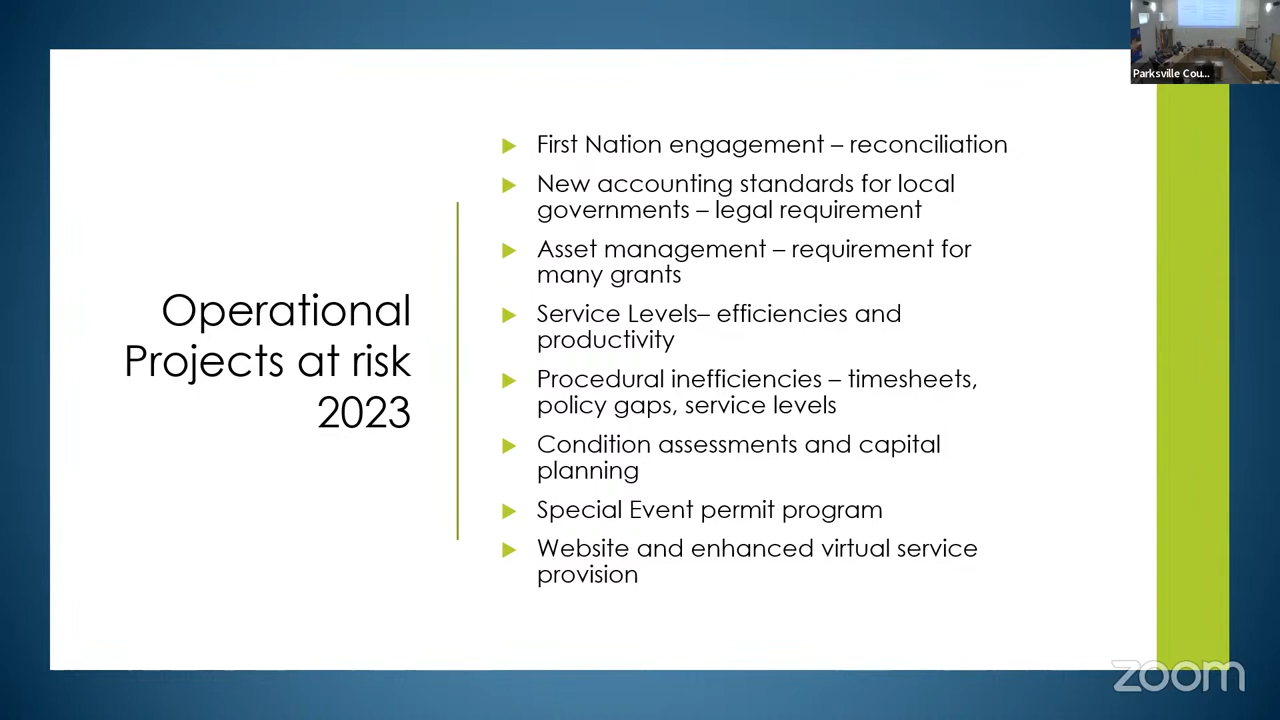 Parksville Cou...
Operational
Projects at risk
2023
First Nation engagement – reconciliation
New accounting standards for local
governments – legal requirement
Asset management – requirement for
many grants
Service Levels– efficiencies and
productivity
Procedural inefficiencies – timesheets,
policy gaps, service levels
Condition assessments and capital
planning
Special Event permit program
Website and enhanced virtual service
provision
zoom